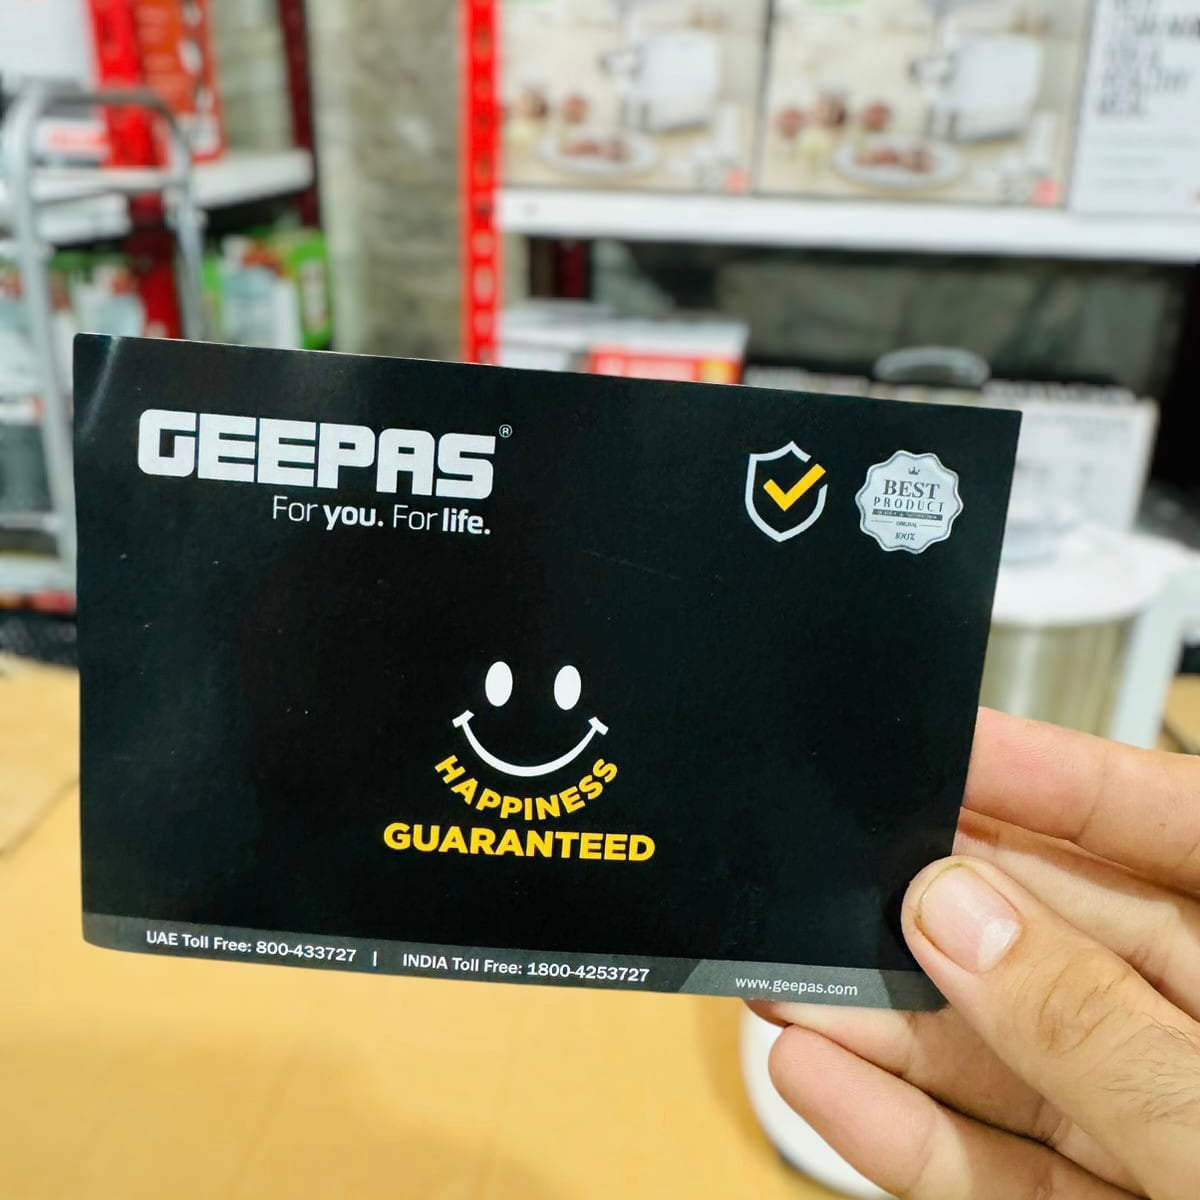 GEEPAS®
For you. For life.
BEST
PRODUCT
ORIGINAL
100%
HAPPINESS
GUARANTEED
UAE Toll Free: 800-433727 | INDIA Toll Free: 1800-4253727
www.geepas.com